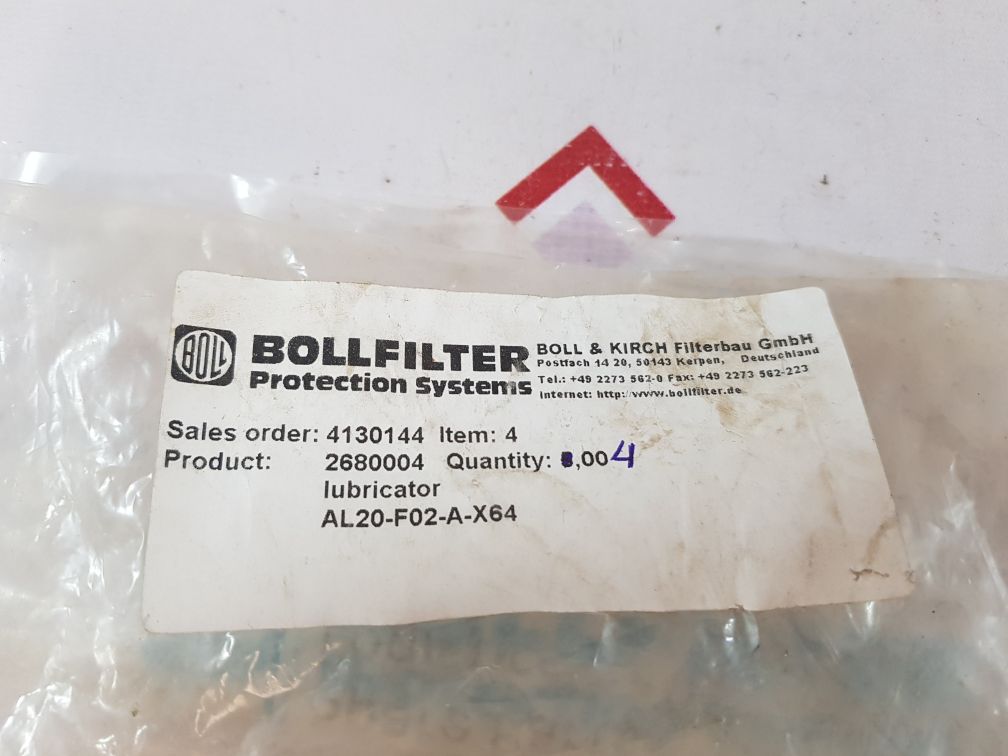 BOLL
BOLLFILTER
Protection Systems
BOLL & KIRCH Filterbau GmbH
Postfach 14 20, 50143 Kerpen, Deutschland
Tel.: +49 2273 562-0 Fax: +49 2273 562-223
Internet: http://www.bollfilter.de
Sales order: 4130144 Item: 4
Product: 2680004 Quantity: ,00 4
lubricator
AL20-F02-A-X64